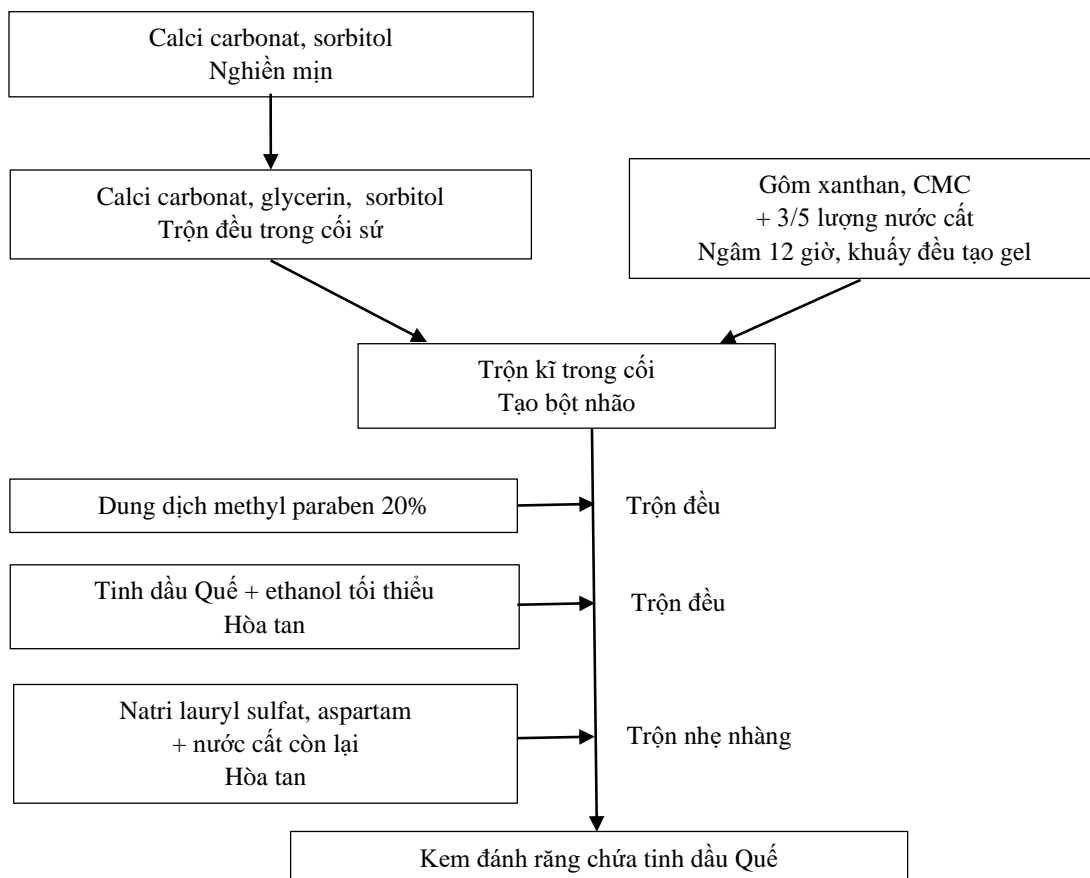 Calci carbonat, sorbitol
Nghiền mịn
Calci carbonat, glycerin, sorbitol
Trộn đều trong cối sứ
Gôm xanthan, CMC
+ 3/5 lượng nước cất
Ngâm 12 giờ, khuấy đều tạo gel
Trộn kĩ trong cối
Tạo bột nhão
Dung dịch methyl paraben 20%
Trộn đều
Tinh dầu Quế + ethanol tối thiểu
Hòa tan
Trộn đều
Natri lauryl sulfat, aspartam
+ nước cất còn lại
Hòa tan
Trộn nhẹ nhàng
Kem đánh răng chứa tinh dầu Quế